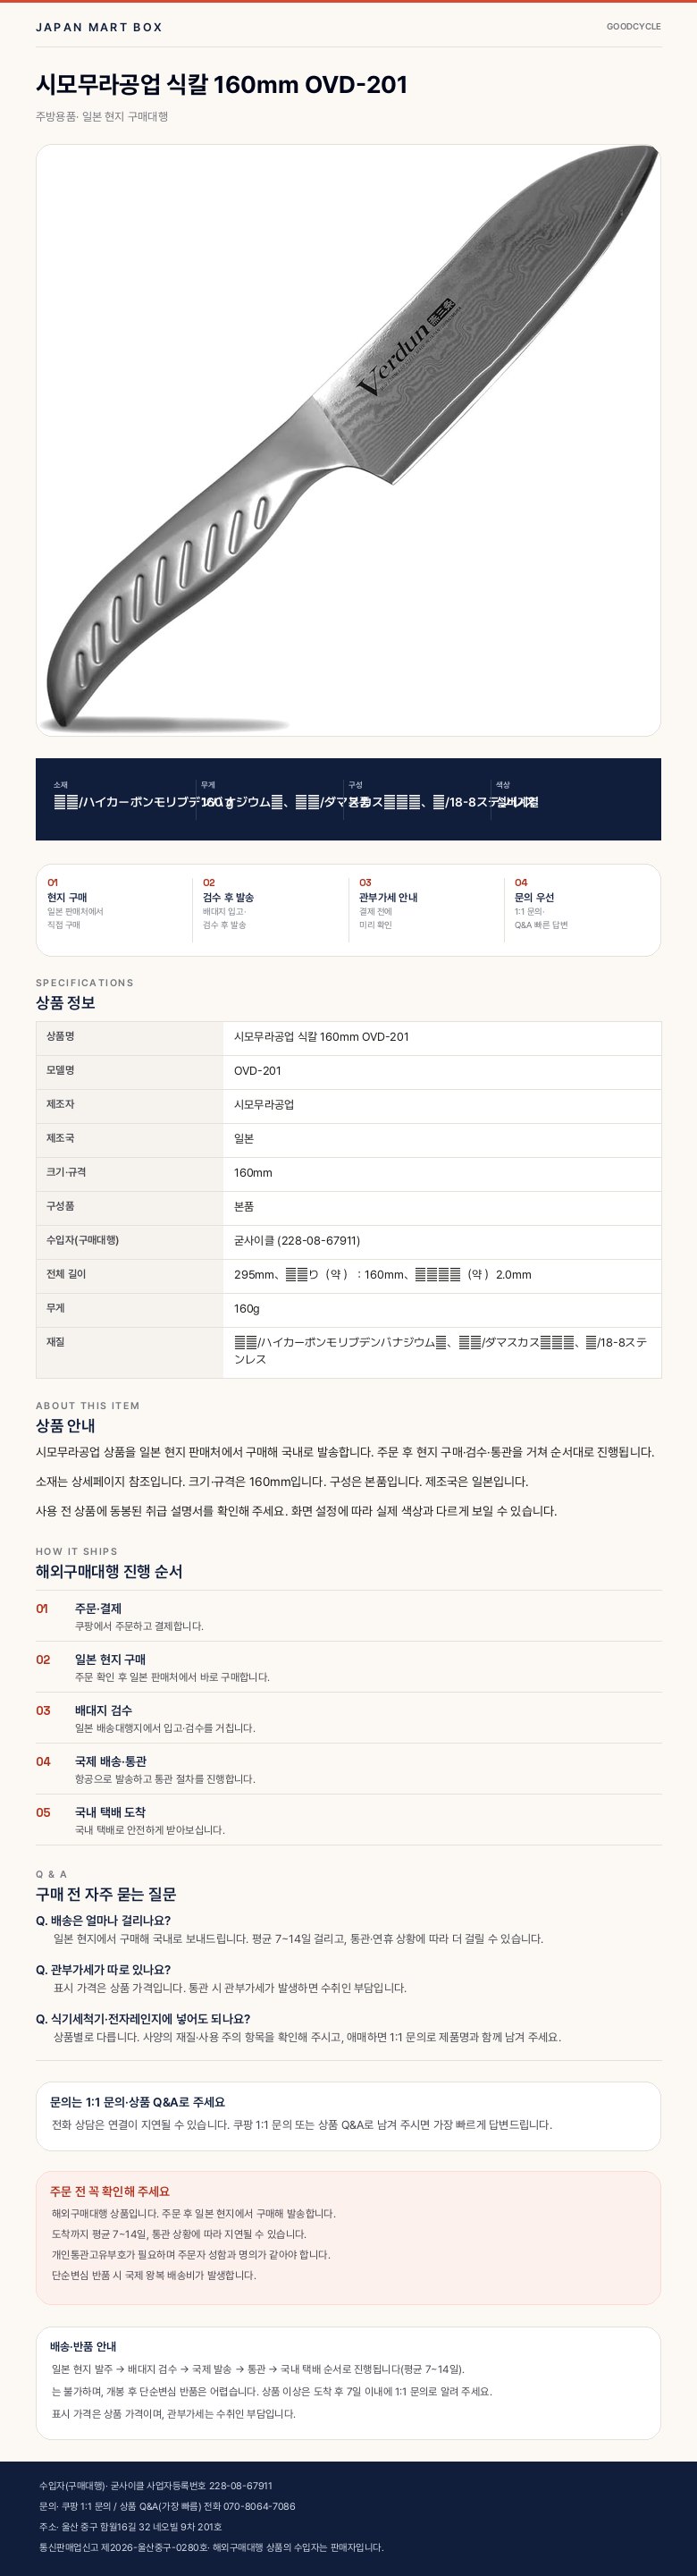 JAPAN MART BOX
GOODCYCLE
시모무라공업 식칼 160mm OVD-201
주방용품· 일본 현지 구매대행
Verdun
소재
무게
구성
색상
/ハイカーボンモリブデ
160g
/18-8ステ
01
현지 구매
일본 판매처에서
직접 구매
02
검수 후 발송
배대지 입고·
검수 후 발송
03
관부가세 안내
결제 전에
미리 확인
04
문의 우선
1:1 문의·
Q&A 빠른 답변
SPECIFICATIONS
상품 정보
상품명 시모무라공업 식칼 160mm OVD-201
모델명 OVD-201
제조자 시모무라공업
제조국 일본
크기·규격 160mm
구성품 본품
수입자(구매대행) 굳사이클 (228-08-67911)
전체 길이 295mm、り（약）：160mm、（약）2.0mm
무게 160g
재질 /ハイカーボンモリブデンバナジウム、/ダマスカス、/18-8ステ
ンレス
ABOUT THIS ITEM
상품 안내
시모무라공업 상품을 일본 현지 판매처에서 구매해 국내로 발송합니다. 주문 후 현지 구매·검수·통관을 거쳐 순서대로 진행됩니다.
소재는 상세페이지 참조입니다. 크기·규격은 160mm입니다. 구성은 본품입니다. 제조국은 일본입니다.
사용 전 상품에 동봉된 취급 설명서를 확인해 주세요. 화면 설정에 따라 실제 색상과 다르게 보일 수 있습니다.
HOW IT SHIPS
해외구매대행 진행 순서
01 주문·결제
쿠팡에서 주문하고 결제합니다.
02 일본 현지 구매
주문 확인 후 일본 판매처에서 바로 구매합니다.
03 배대지 검수
일본 배송대행지에서 입고·검수를 거칩니다.
04 국제 배송·통관
항공으로 발송하고 통관 절차를 진행합니다.
05 국내 택배 도착
국내 택배로 안전하게 받아보십니다.
Q & A
구매 전 자주 묻는 질문
Q. 배송은 얼마나 걸리나요?
일본 현지에서 구매해 국내로 보내드립니다. 평균 7~14일 걸리고, 통관·연휴 상황에 따라 더 걸릴 수 있습니다.
Q. 관부가세가 따로 있나요?
표시 가격은 상품 가격입니다. 통관 시 관부가세가 발생하면 수취인 부담입니다.
Q. 식기세척기·전자레인지에 넣어도 되나요?
상품별로 다릅니다. 사양의 재질·사용 주의 항목을 확인해 주시고, 애매하면 1:1 문의로 제품명과 함께 남겨 주세요.
문의는 1:1 문의·상품 Q&A로 주세요
전화 상담은 연결이 지연될 수 있습니다. 쿠팡 1:1 문의 또는 상품 Q&A로 남겨 주시면 가장 빠르게 답변드립니다.
주문 전 꼭 확인해 주세요
해외구매대행 상품입니다. 주문 후 일본 현지에서 구매해 발송합니다.
도착까지 평균 7~14일, 통관 상황에 따라 지연될 수 있습니다.
개인통관고유부호가 필요하며 주문자 성함과 명의가 같아야 합니다.
단순변심 반품 시 국제 왕복 배송비가 발생합니다.
배송·반품 안내
일본 현지 발주 → 배대지 검수 → 국제 발송 → 통관 → 국내 택배 순서로 진행됩니다(평균 7~14일).
는 불가하며, 개봉 후 단순변심 반품은 어렵습니다. 상품 이상은 도착 후 7일 이내에 1:1 문의로 알려 주세요.
표시 가격은 상품 가격이며, 관부가세는 수취인 부담입니다.
수입자(구매대행)· 굳사이클 사업자등록번호 228-08-67911
문의· 쿠팡 1:1 문의 / 상품 Q&A(가장 빠름) 전화 070-8064-7086
주소· 울산 중구 함월16길 32 네오빌 9차 201호
통신판매업신고 제2026-울산중구-0280호· 해외구매대행 상품의 수입자는 판매자입니다.